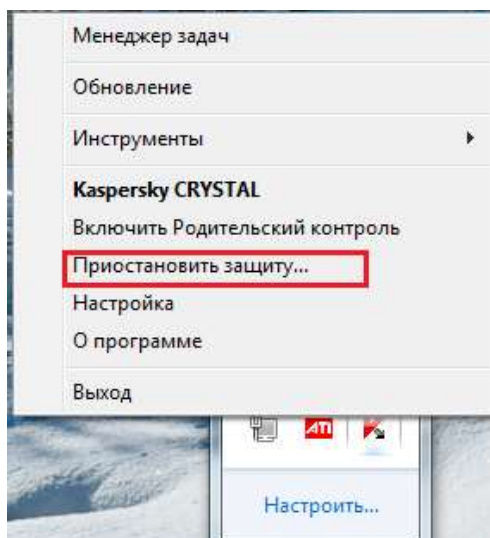 Менеджер задач
Обновление
Инструменты
Kaspersky CRYSTAL
Включить Родительский контроль
Приостановить защиту...
Настройка
О программе
Выход
ATI
Настроить...